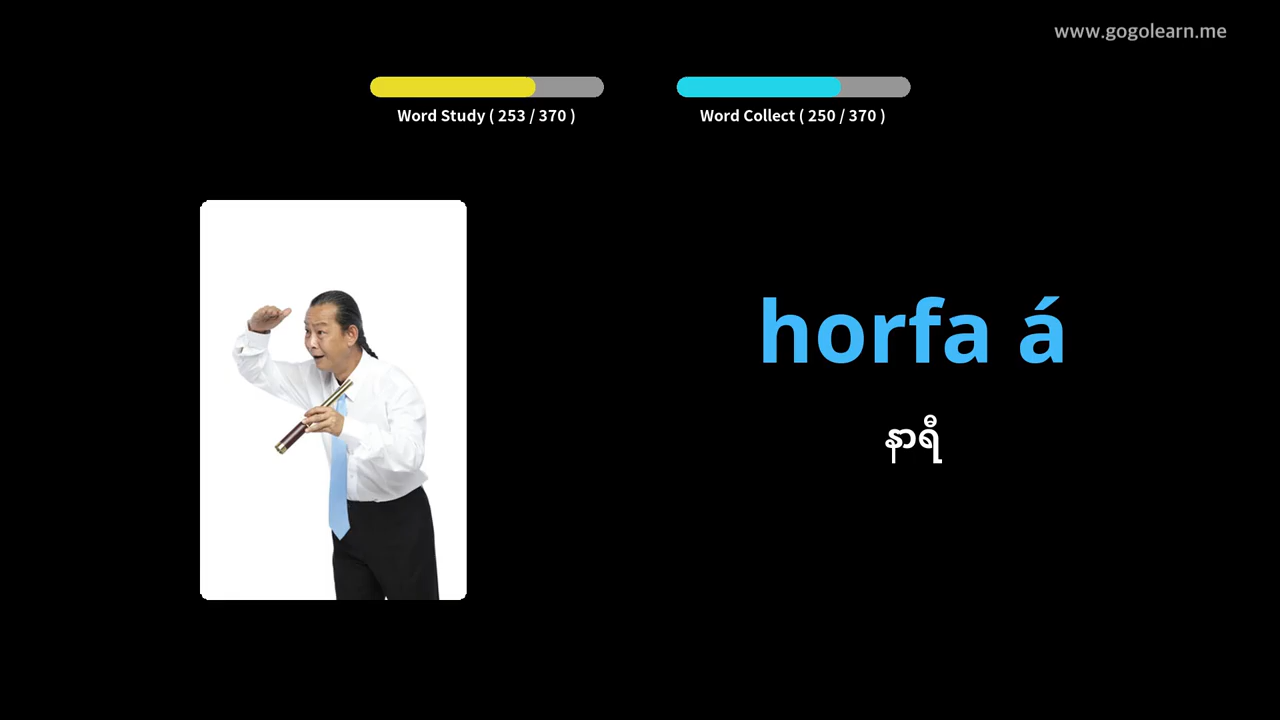 www.gogolearn.me
Word Study ( 253 / 370 )
Word Collect ( 250 / 370 )
horfa á
နာရီ